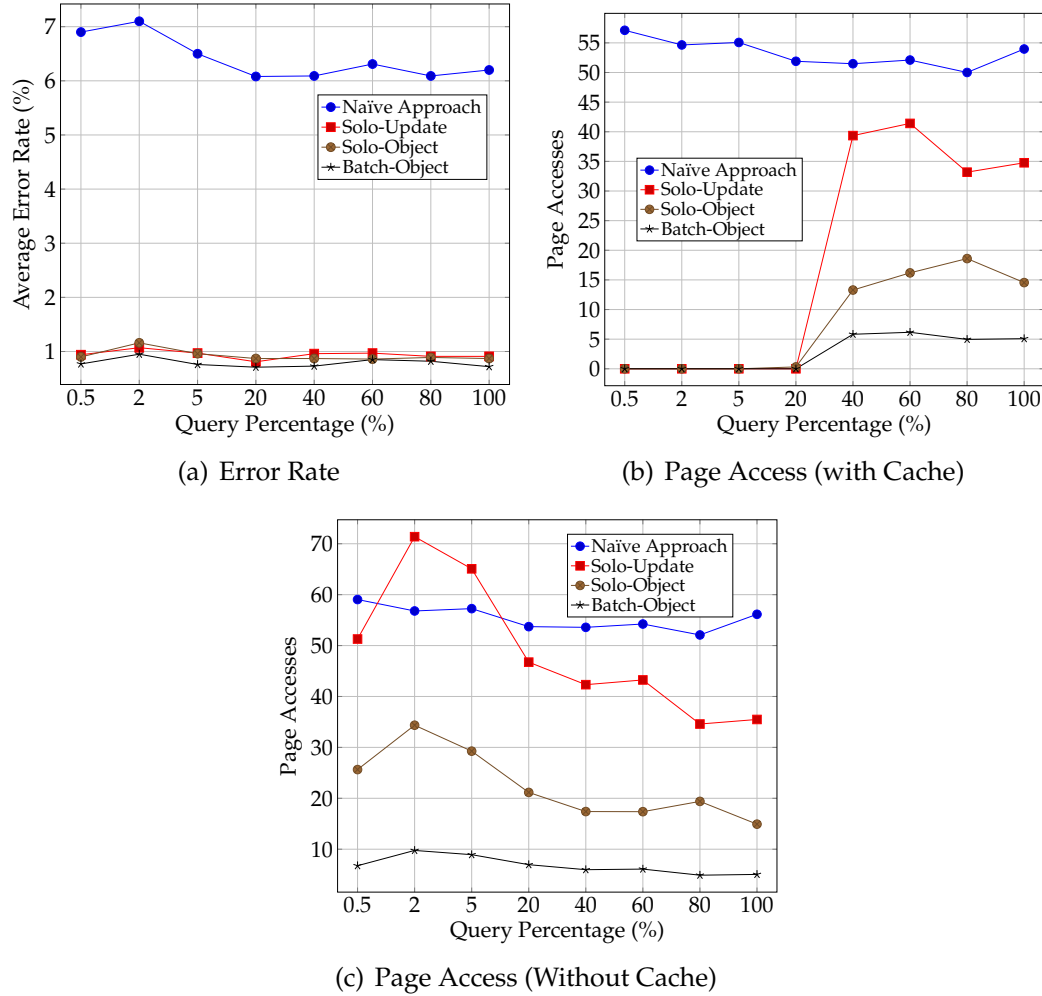 7
6
5
4
3
2
1
Average Error Rate (%)
Naïve Approach
Solo-Update
Solo-Object
Batch-Object
0.5 2 5 20 40 60 80 100
Query Percentage (%)
(a) Error Rate
55
50
45
40
35
30
25
20
15
10
5
0
Page Accesses
Naïve Approach
Solo-Update
Solo-Object
Batch-Object
0.5 2 5 20 40 60 80 100
Query Percentage (%)
(b) Page Access (with Cache)
70
60
50
40
30
20
10
Page Accesses
Naïve Approach
Solo-Update
Solo-Object
Batch-Object
0.5 2 5 20 40 60 80 100
Query Percentage (%)
(c) Page Access (Without Cache)